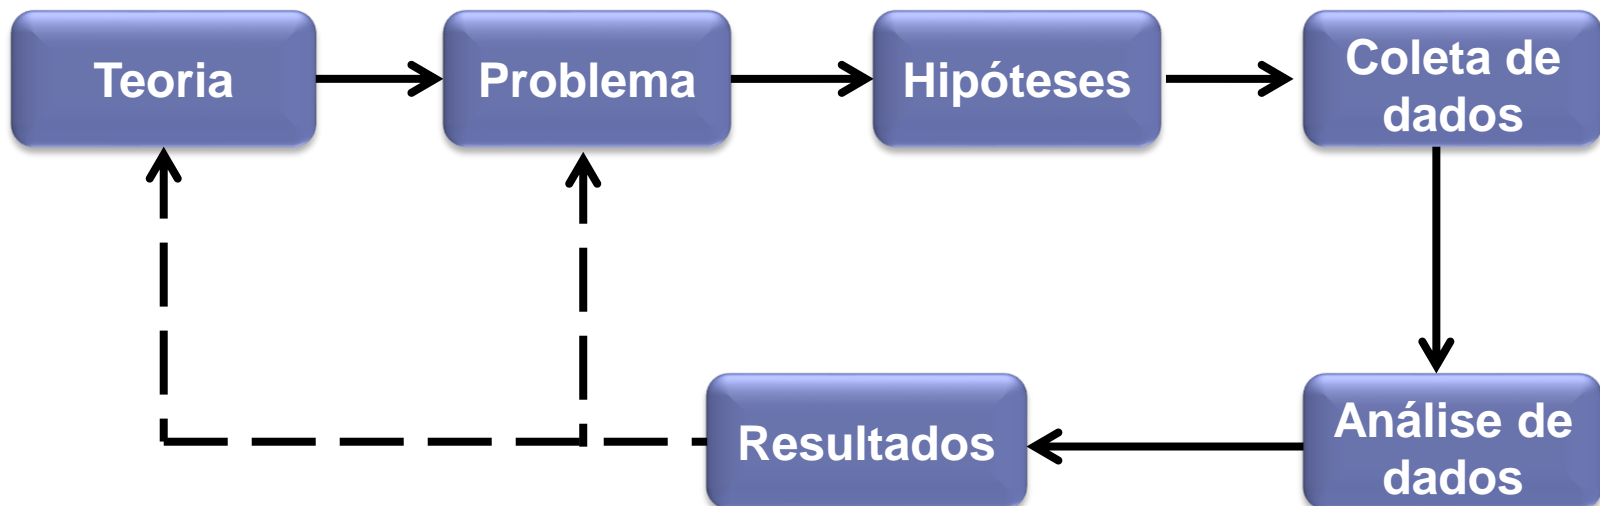 Teoria
Problema
Hipóteses
Coleta de
dados
Resultados
Análise de
dados